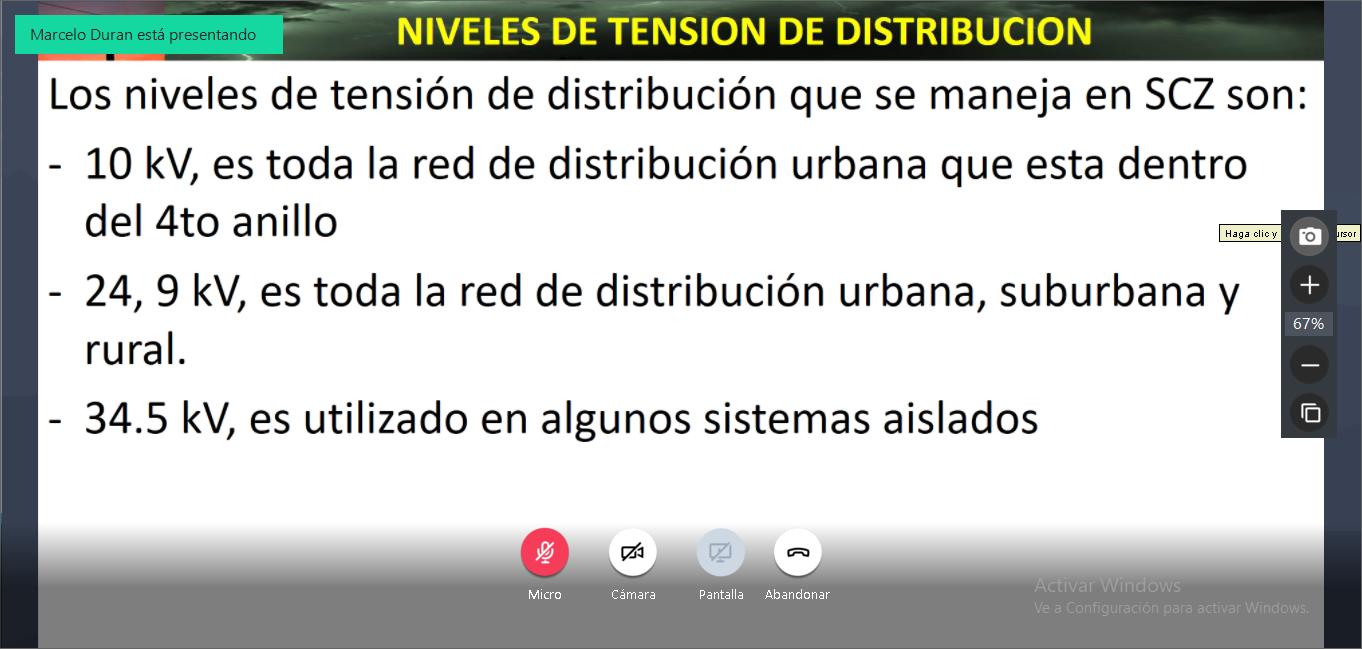 Marcelo Duran está presentando
NIVELES DE TENSION DE DISTRIBUCION
Los niveles de tensión de distribución que se maneja en SCZ son:
- 10 kV, es toda la red de distribución urbana que esta dentro
del 4to anillo
- 24, 9 kV, es toda la red de distribución urbana, suburbana y
rural.
- 34.5 kV, es utilizado en algunos sistemas aislados
Haga clic y
67%
Micro
Cámara
Pantalla
Abandonar
Activar Windows
Ve a Configuración para activar Windows.